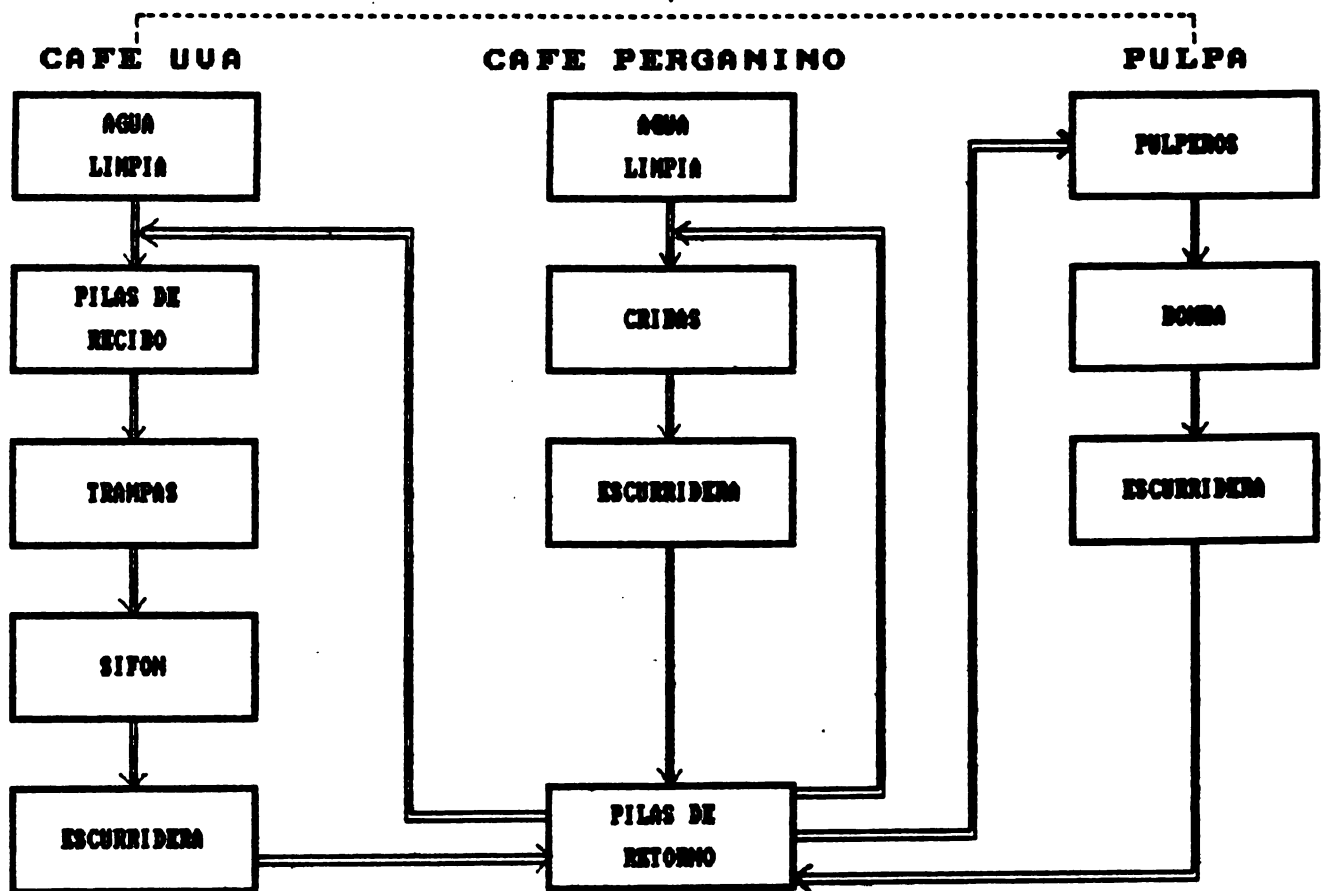 CAFE UVA
AGUA
LIMPIA
PILAS DE
RECIBO
TRAMPAS
SIFON
ESCURRIDERA
CAFE PERGAMINO
AGUA
LIMPIA
CRIBAS
ESCURRIDERA
PILAS DE
RETORNO
PULPA
PULPEROS
BOMBA
ESCURRIDERA